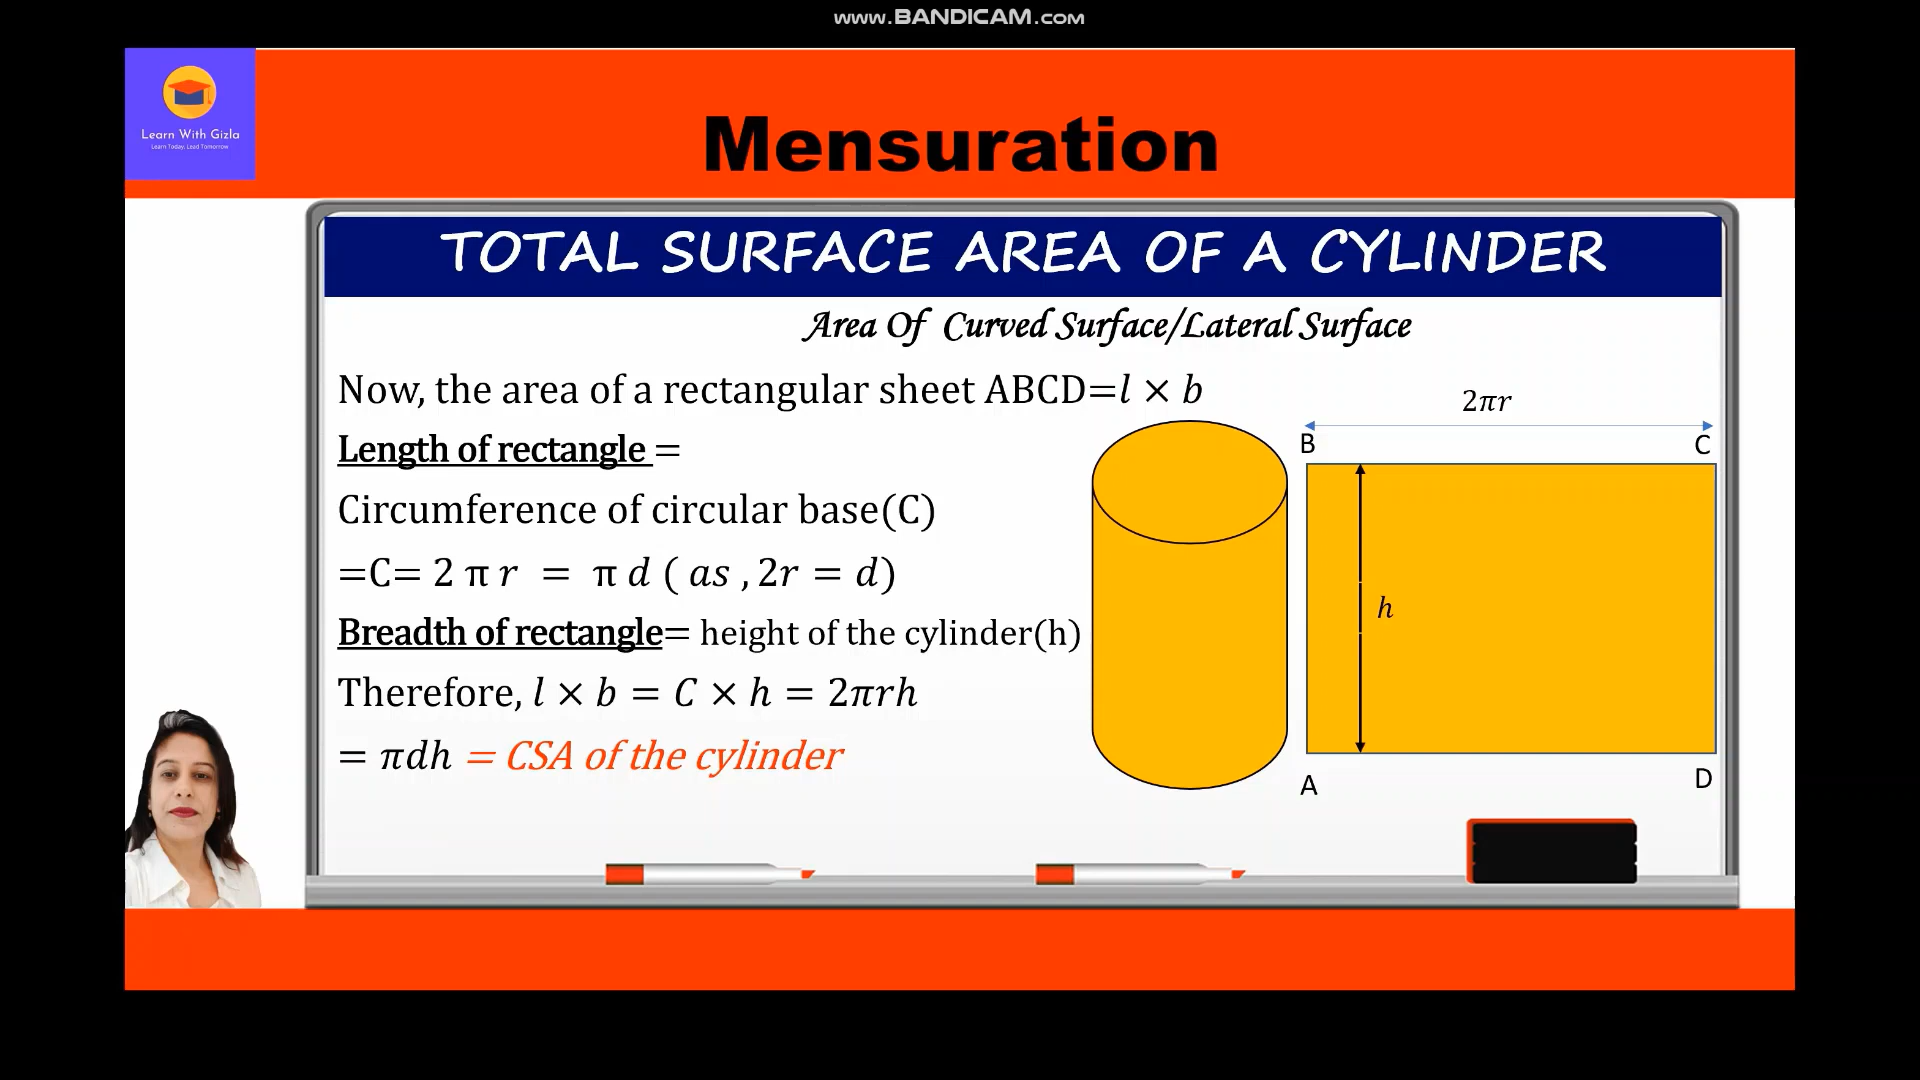 www.BANDICAM.com
Learn With Gizla
Learn Today, Lead Tomorrow
Mensuration
TOTAL SURFACE AREA OF A CYLINDER
Area Of Curved Surface/Lateral Surface
Now, the area of a rectangular sheet ABCD=l × b
Length of rectangle =
Circumference of circular base(C)
=C= 2 π r = π d ( as , 2r = d)
Breadth of rectangle= height of the cylinder(h)
Therefore, l × b = C × h = 2πrh
= πdh = CSA of the cylinder
2πr
B
C
h
A
D